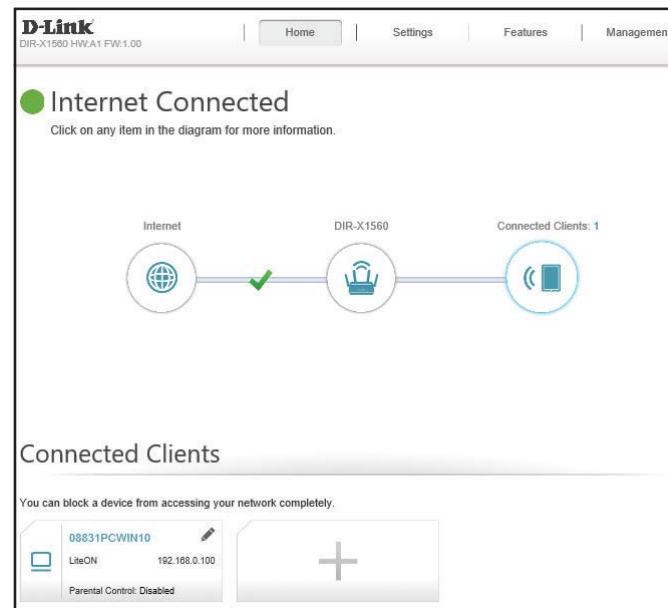 D-Link
DIR-X1560 HW:A1 FW:1.00
Home
Settings
Features
Management
Internet Connected
Click on any item in the diagram for more information.
Internet
DIR-X1560
Connected Clients: 1
Connected Clients
You can block a device from accessing your network completely.
08831PCWIN10
LiteON 192.168.0.100
Parental Control: Disabled